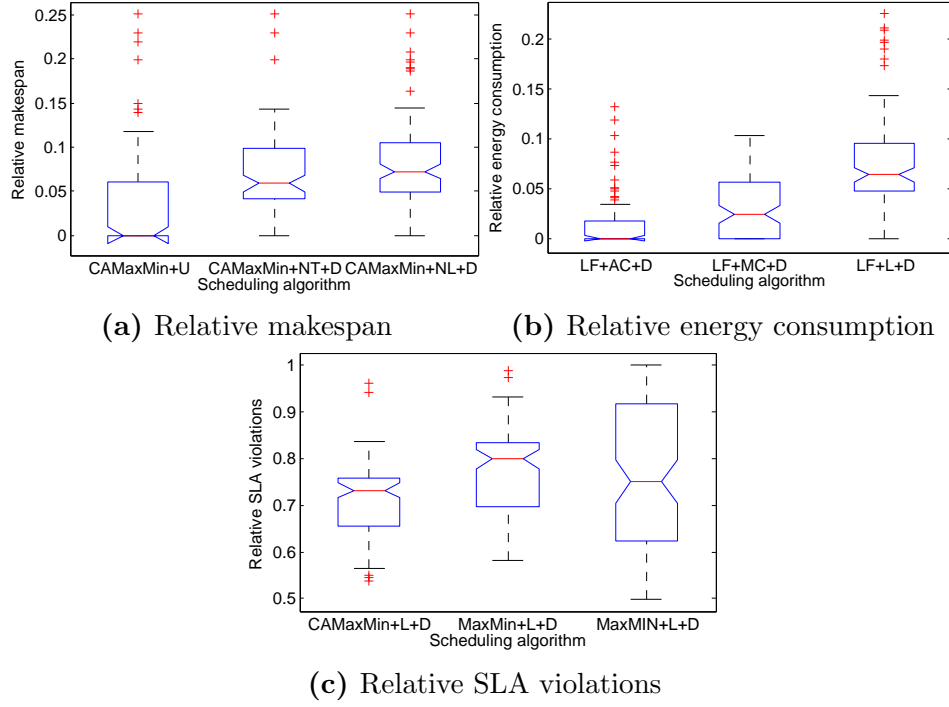 0.25
0.2
0.15
0.1
0.05
0
Relative makespan
CAMaxMin+U CAMaxMin+NT+D CAMaxMin+NL+D
Scheduling algorithm
(a) Relative makespan
0.2
0.15
0.1
0.05
0
Relative energy consumption
LF+AC+D LF+MC+D LF+L+D
Scheduling algorithm
(b) Relative energy consumption
1
0.9
0.8
0.7
0.6
0.5
Relative SLA violations
CAMaxMin+L+D MaxMin+L+D MaxMIN+L+D
Scheduling algorithm
(c) Relative SLA violations